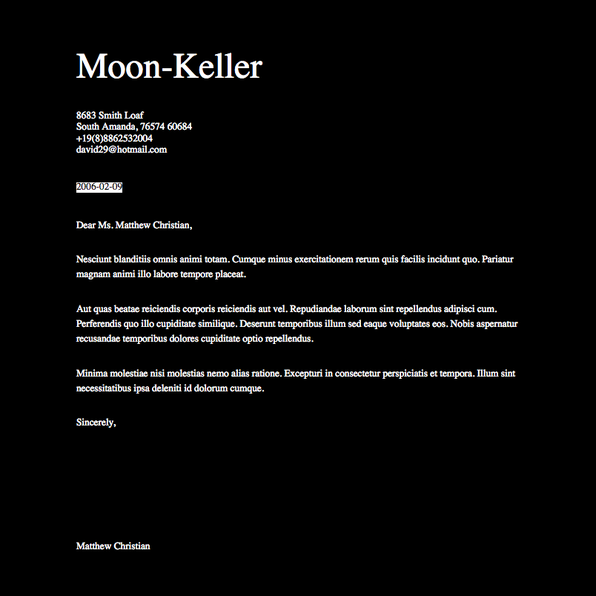 Moon-Keller
8683 Smith Loaf
South Amanda, 76574 60684
+19(8)8862532004
david29@hotmail.com
2006-02-09
Dear Ms. Matthew Christian,
Nesciunt blanditiis omnis animi totam. Cumque minus exercitationem rerum quis facilis incidunt quo. Pariatur
magnam animi illo labore tempore placeat.
Aut quas beatae reiciendis corporis reiciendis aut vel. Repudiandae laborum sint repellendus adipisci cum.
Perferendis quo illo cupiditate similique. Deserunt temporibus illum sed eaque voluptates eos. Nobis aspernatur
recusandae temporibus dolores cupiditate optio repellendus.
Minima molestiae nisi molestias nemo alias ratione. Excepturi in consectetur perspiciatis et tempora. Illum sint
necessitatibus ipsa deleniti id dolorum cumque.
Sincerely,
Matthew Christian